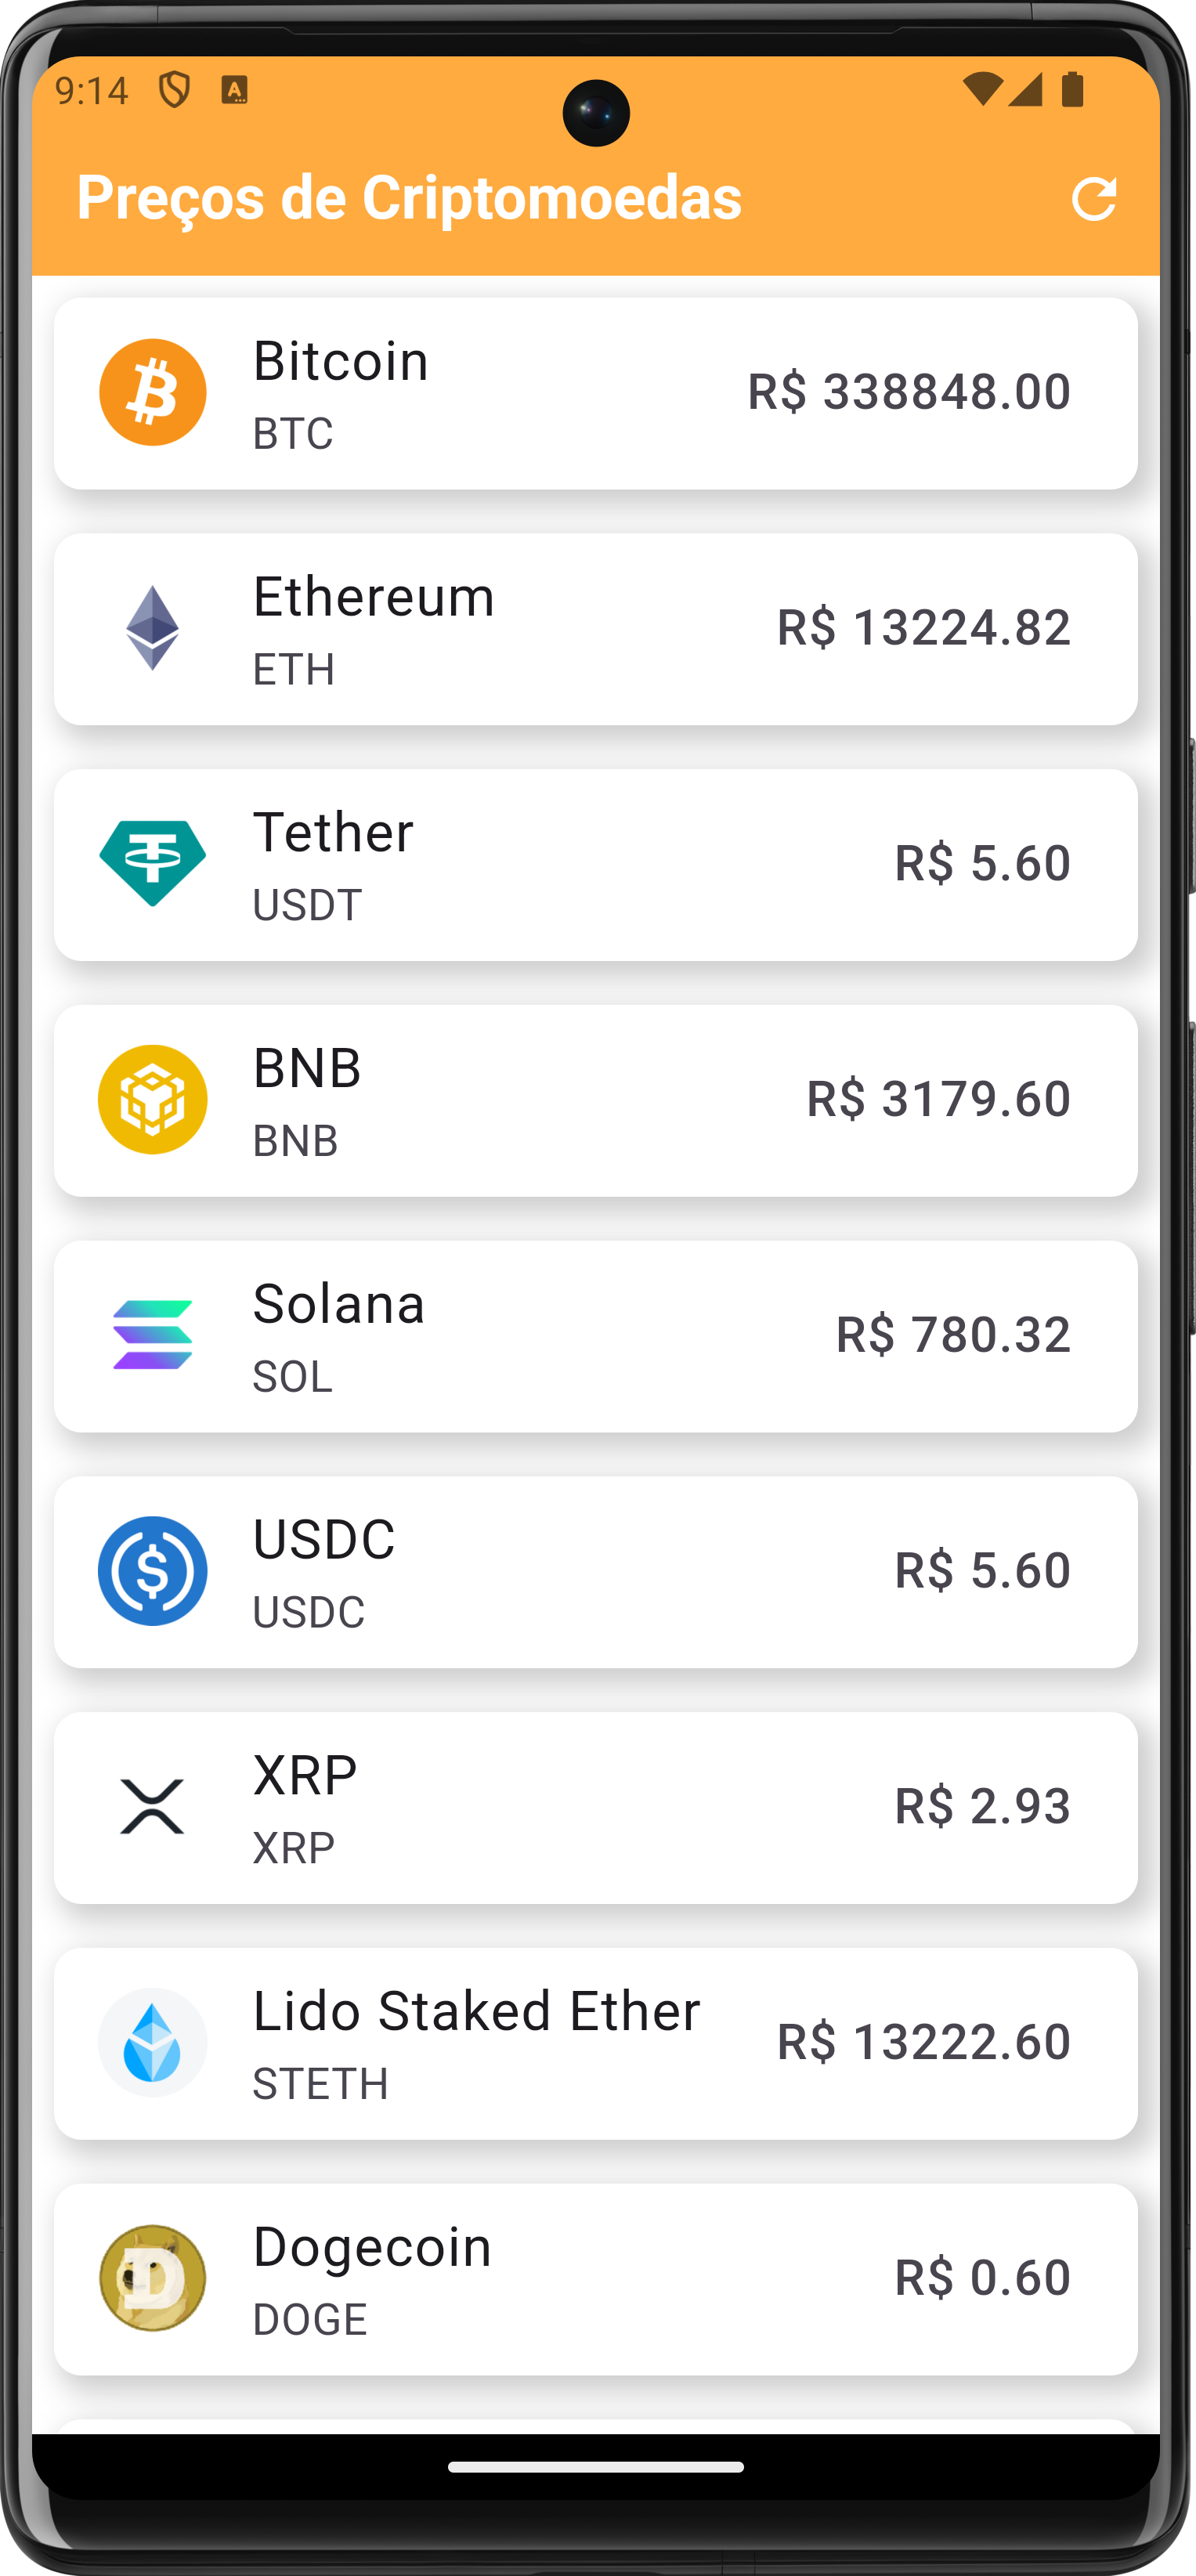 9:14
Preços de Criptomoedas
Bitcoin
BTC
R$ 338848.00
Ethereum
ETH
R$ 13224.82
Tether
USDT
R$ 5.60
BNB
BNB
R$ 3179.60
Solana
SOL
R$ 780.32
USDC
USDC
R$ 5.60
XRP
XRP
R$ 2.93
Lido Staked Ether
STETH
R$ 13222.60
Dogecoin
DOGE
R$ 0.60